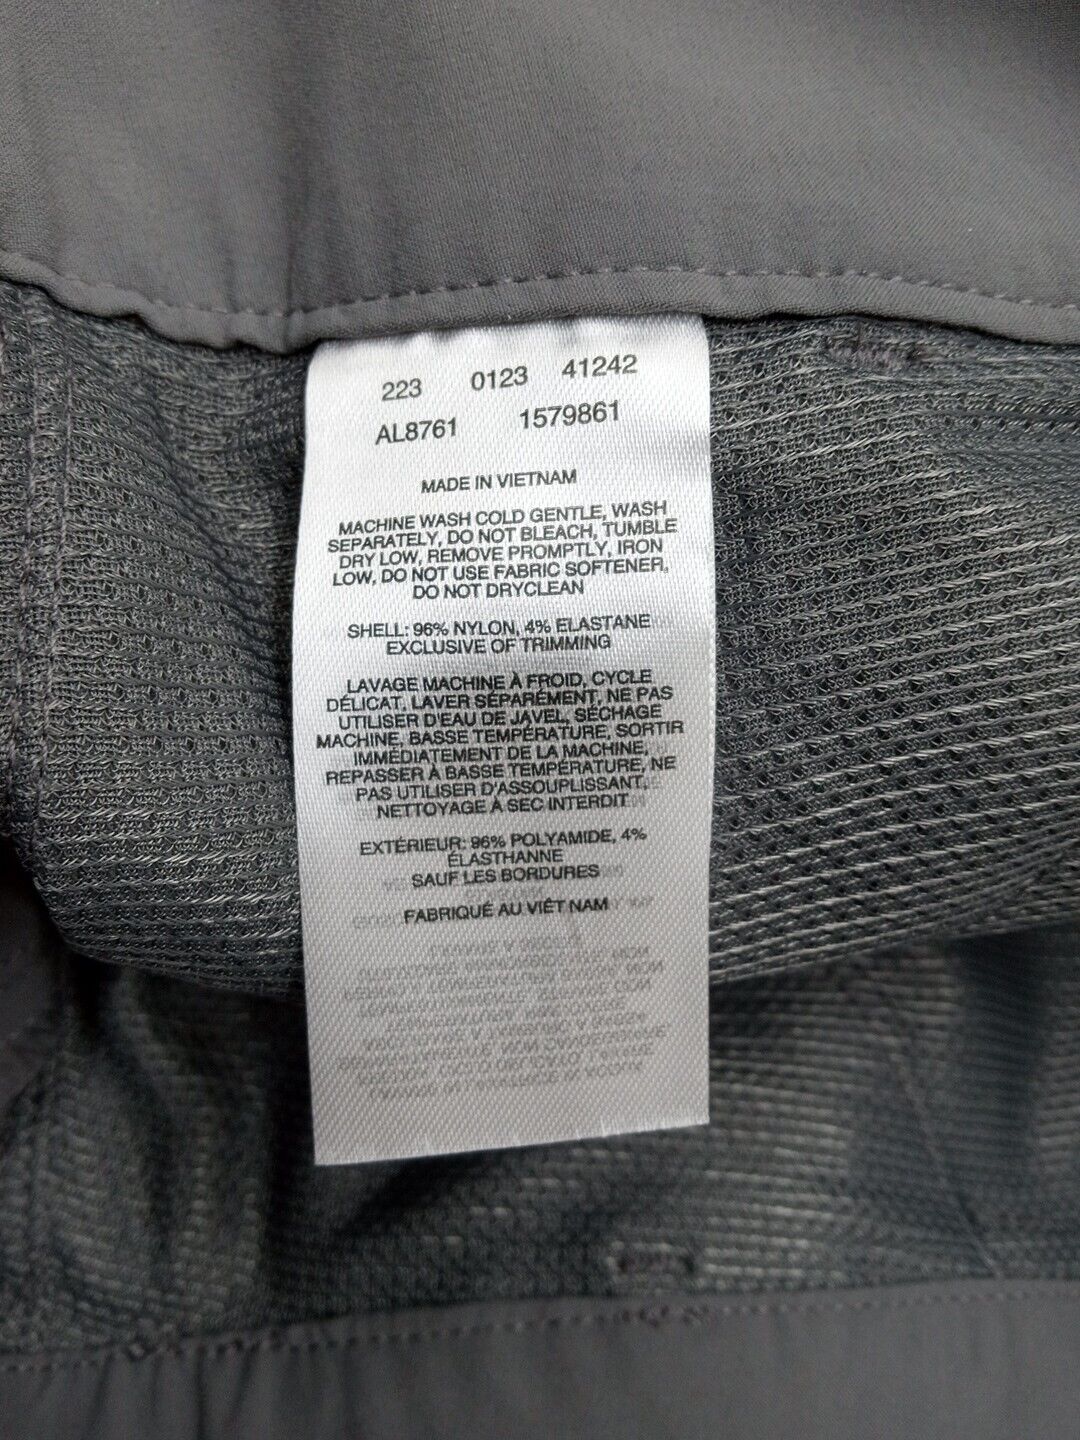 223 0123 41242
AL8761 1579861
MADE IN VIETNAM
MACHINE WASH COLD GENTLE, WASH
SEPARATELY, DO NOT BLEACH, TUMBLE
DRY LOW, REMOVE PROMPTLY, IRON
LOW, DO NOT USE FABRIC SOFTENER,
DO NOT DRYCLEAN
SHELL: 96% NYLON, 4% ELASTANE
EXCLUSIVE OF TRIMMING
LAVAGE MACHINE À FROID, CYCLE
DÉLICAT, LAVER SÉPARÉMENT, NE PAS
UTILISER D'EAU DE JAVEL, SÉCHAGE
MACHINE, BASSE TEMPÉRATURE, SORTIR
IMMÉDIATEMENT DE LA MACHINE,
REPASSER À BASSE TEMPÉRATURE, NE
PAS UTILISER D'ASSOUPLISSANT,
NETTOYAGE À SEC INTERDIT
EXTÉRIEUR: 96% POLYAMIDE, 4%
ÉLASTHANNE
SAUF LES BORDURES
FABRIQUÉ AU VIÊT NAM